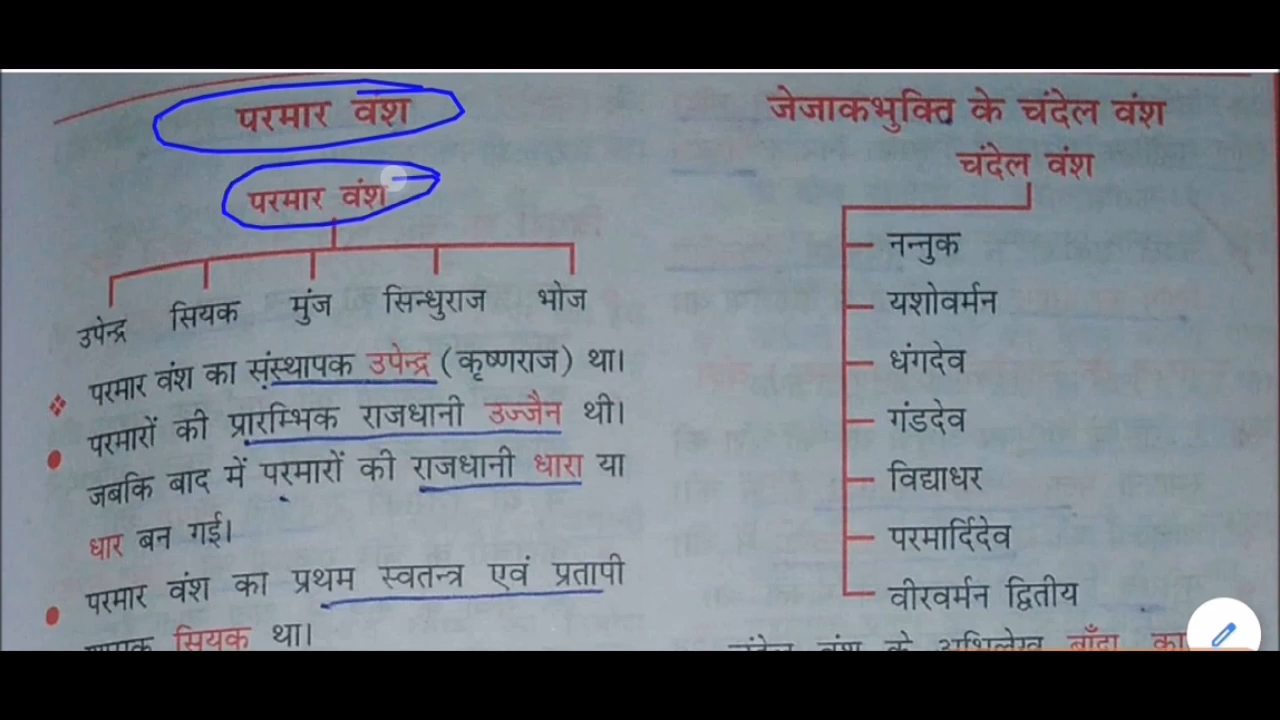 परमार वंश
परमार वंश
उपेन्द्र सियक मुंज सिन्धुराज भोज
परमार वंश का संस्थापक उपेन्द्र (कृष्णराज) था।
परमारों की प्रारम्भिक राजधानी उज्जैन थी।
जबकि बाद में परमारों की राजधानी धारा या
धार बन गई।
परमार वंश का प्रथम स्वतन्त्र एवं प्रतापी
सियक था।
जेजाकभुक्ति के चंदेल वंश
चंदेल वंश
नन्नुक
यशोवर्मन
धंगदेव
गंडदेव
विद्याधर
परमार्दिदेव
वीरवर्मन द्वितीय
चंदेल वंश के अभिलेख बाँदा का